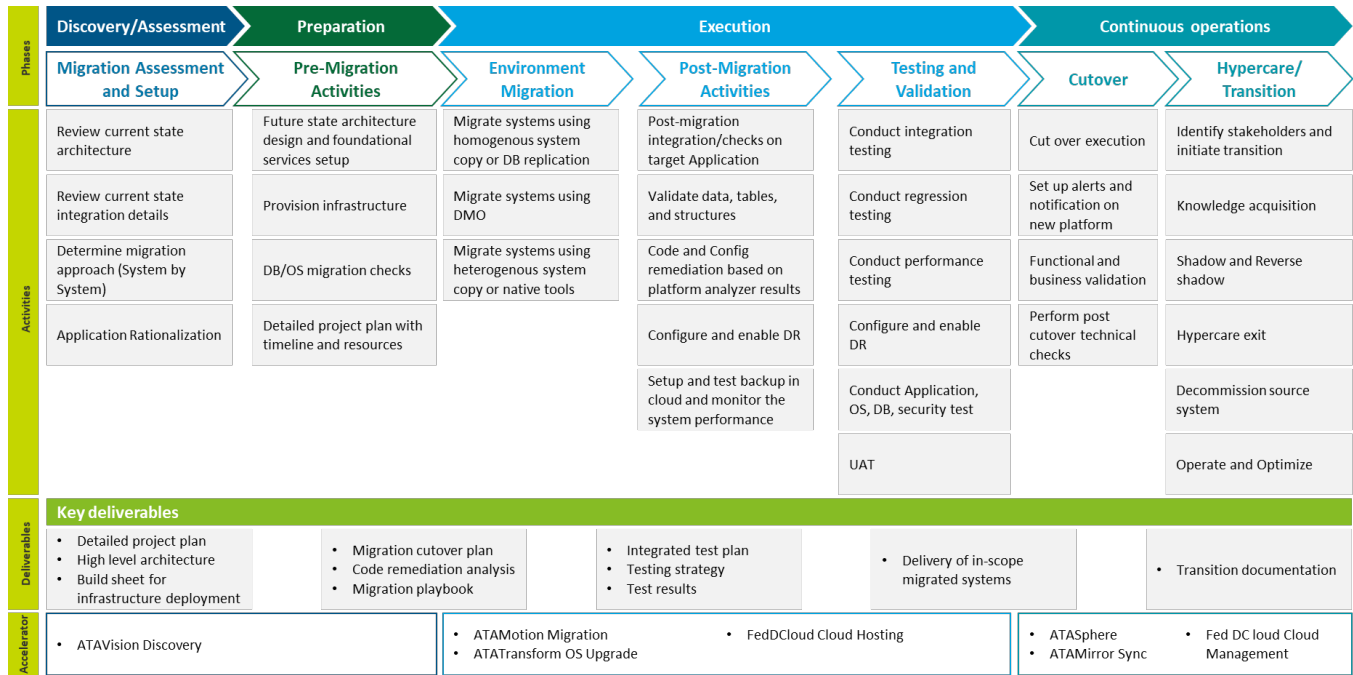 Phases
Discovery/Assessment
Preparation
Execution
Continuous operations
Migration Assessment
and Setup
Pre-Migration
Activities
Environment
Migration
Post-Migration
Activities
Testing and
Validation
Cutover
Hypercare/
Transition
Activities
Review current state
architecture
Review current state
integration details
Determine migration
approach (System by
System)
Application Rationalization
Future state architecture
design and foundational
services setup
Provision infrastructure
DB/OS migration checks
Detailed project plan with
timeline and resources
Migrate systems using
homogenous system
copy or DB replication
Migrate systems using
DMO
Migrate systems using
heterogenous system
copy or native tools
Post-migration
integration/checks on
target Application
Validate data, tables,
and structures
Code and Config
remediation based on
platform analyzer results
Configure and enable DR
Setup and test backup in
cloud and monitor the
system performance
Conduct integration
testing
Conduct regression
testing
Conduct performance
testing
Configure and enable
DR
Conduct Application,
OS, DB, security test
UAT
Cut over execution
Set up alerts and
notification on
new platform
Functional and
business validation
Perform post
cutover technical
checks
Identify stakeholders and
initiate transition
Knowledge acquisition
Shadow and Reverse
shadow
Hypercare exit
Decommission source
system
Operate and Optimize
Deliverables
Key deliverables
• Detailed project plan
• High level architecture
• Build sheet for
infrastructure deployment
• Migration cutover plan
• Code remediation analysis
• Migration playbook
• Integrated test plan
• Testing strategy
• Test results
• Delivery of in-scope
migrated systems
• Transition documentation
Accelerator
• ATAVision Discovery
• ATAMotion Migration
• ATATransform OS Upgrade
• FedDCloud Cloud Hosting
• ATASphere
• ATAMirror Sync
• Fed DC loud Cloud
Management